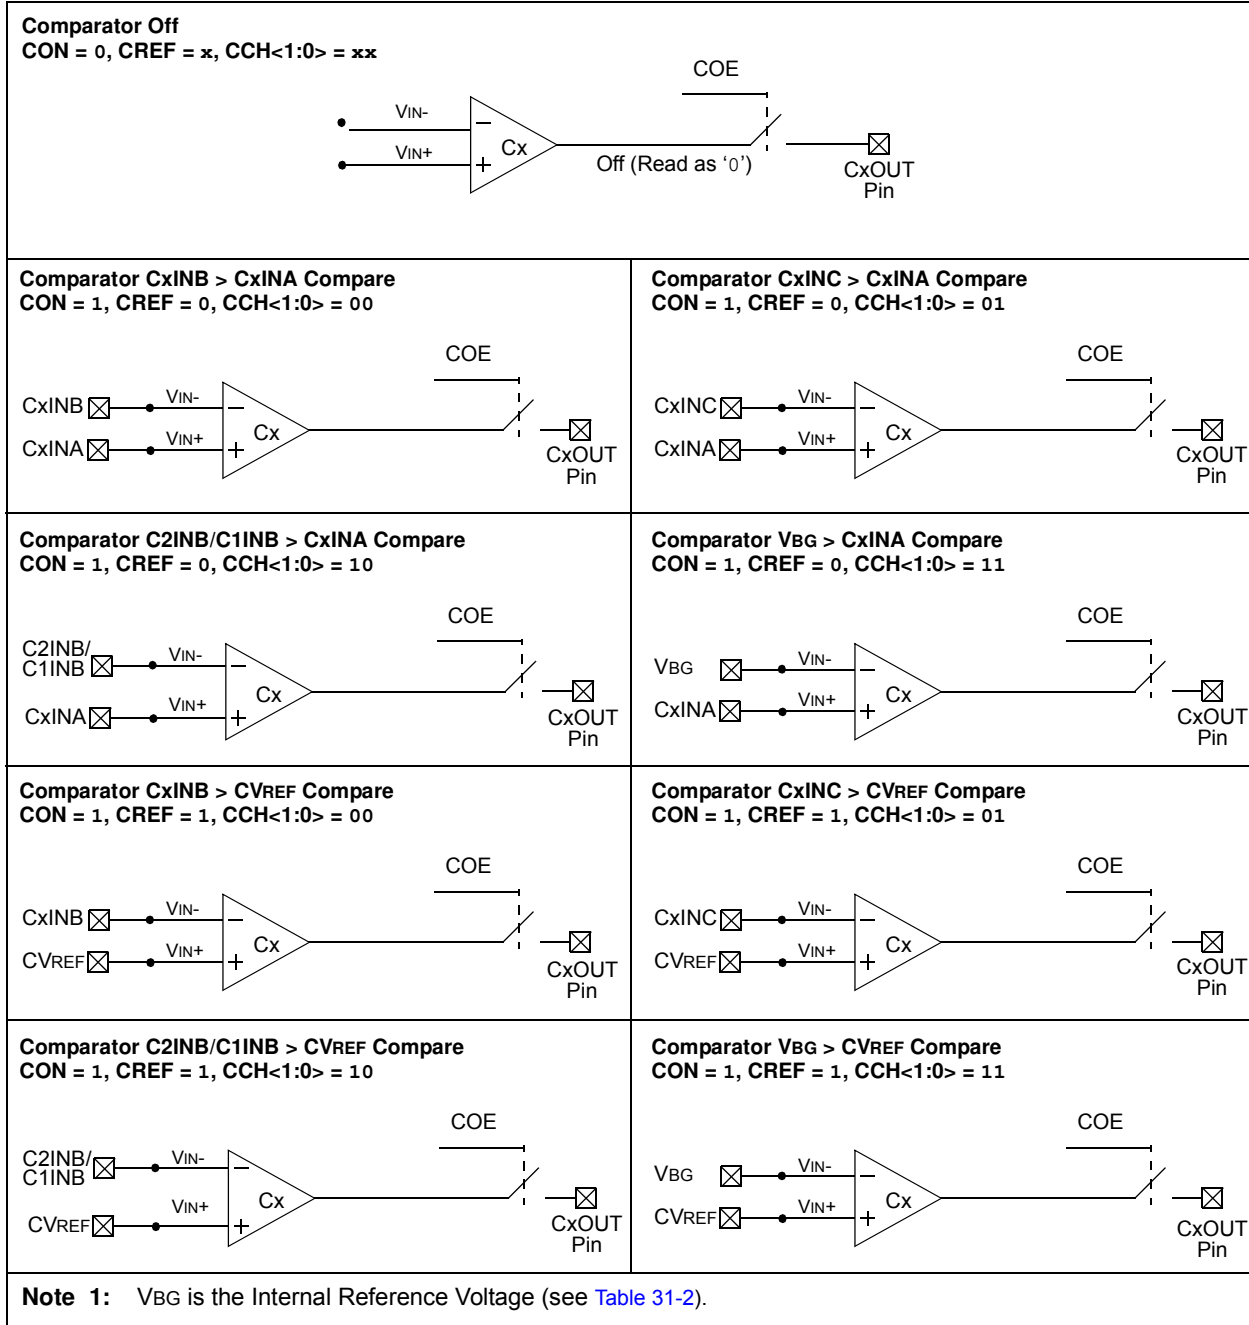 Comparator Off
CON = 0, CREF = x, CCH<1:0> = xx
COE
VIN-
VIN+
Cx
Off (Read as ‘0’)
CxOUT
Pin
Comparator CxINB > CxINA Compare
CON = 1, CREF = 0, CCH<1:0> = 00
COE
CxINB
VIN-
CxINA
VIN+
Cx
CxOUT
Pin
Comparator CxINC > CxINA Compare
CON = 1, CREF = 0, CCH<1:0> = 01
COE
CxINC
VIN-
CxINA
VIN+
Cx
CxOUT
Pin
Comparator C2INB/C1INB > CxINA Compare
CON = 1, CREF = 0, CCH<1:0> = 10
COE
C2INB/
C1INB
VIN-
CxINA
VIN+
Cx
CxOUT
Pin
Comparator VBG > CxINA Compare
CON = 1, CREF = 0, CCH<1:0> = 11
COE
VBG
VIN-
CxINA
VIN+
Cx
CxOUT
Pin
Comparator CxINB > CVREF Compare
CON = 1, CREF = 1, CCH<1:0> = 00
COE
CxINB
VIN-
CVREF
VIN+
Cx
CxOUT
Pin
Comparator CxINC > CVREF Compare
CON = 1, CREF = 1, CCH<1:0> = 01
COE
CxINC
VIN-
CVREF
VIN+
Cx
CxOUT
Pin
Comparator C2INB/C1INB > CVREF Compare
CON = 1, CREF = 1, CCH<1:0> = 10
COE
C2INB/
C1INB
VIN-
CVREF
VIN+
Cx
CxOUT
Pin
Comparator VBG > CVREF Compare
CON = 1, CREF = 1, CCH<1:0> = 11
COE
VBG
VIN-
CVREF
VIN+
Cx
CxOUT
Pin
Note 1: VBG is the Internal Reference Voltage (see Table 31-2).